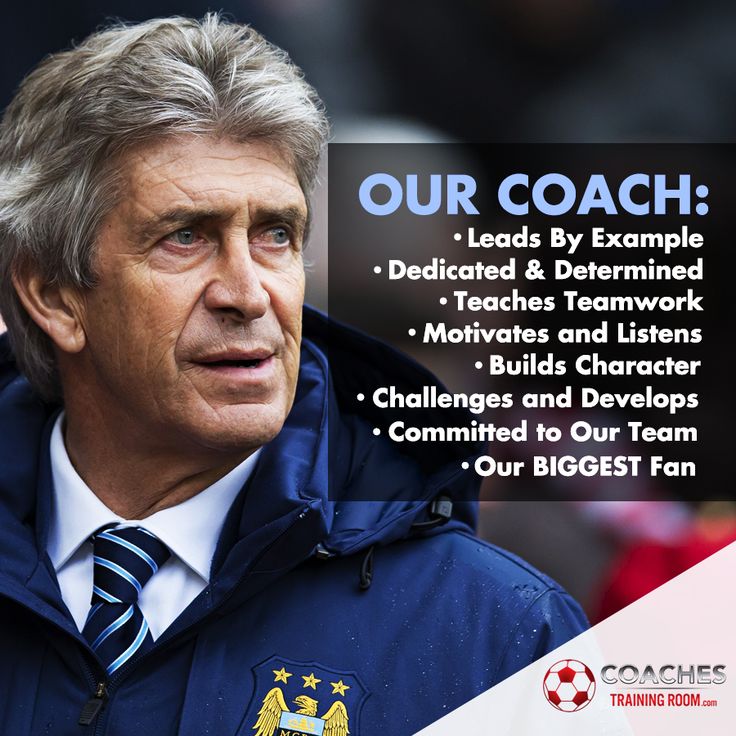 OUR COACH:
• Leads By Example
• Dedicated & Determined
• Teaches Teamwork
• Motivates and Listens
• Builds Character
• Challenges and Develops
• Committed to Our Team
• Our BIGGEST Fan
COACHES
TRAINING ROOM.com